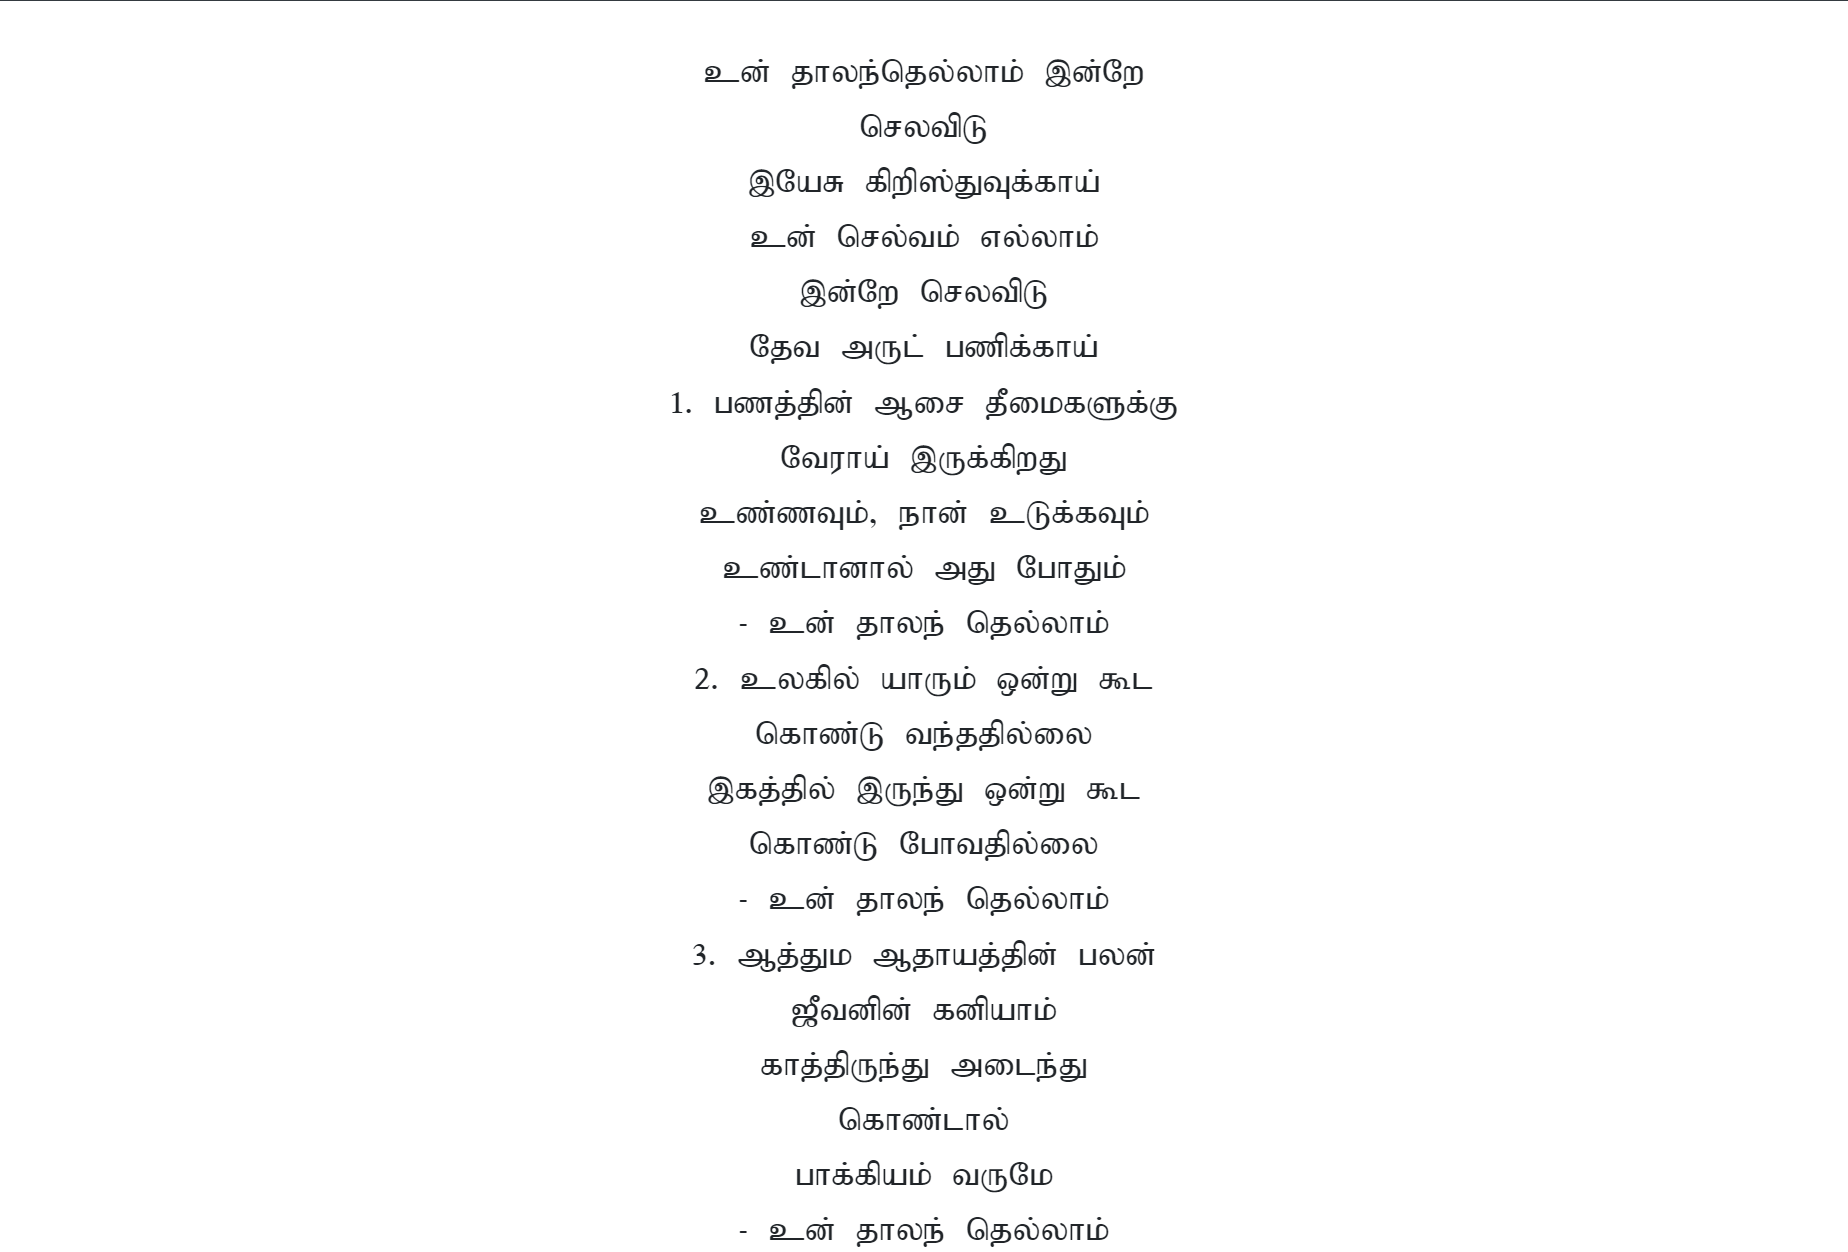 உன் தாலந்தெல்லாம் இன்றே
செலவிடு
இயேசு கிறிஸ்துவுக்காய்
உன் செல்வம் எல்லாம்
இன்றே செலவிடு
தேவ அருட் பணிக்காய்
1. பணத்தின் ஆசை தீமைகளுக்கு
வேராய் இருக்கிறது
உண்ணவும், நான் உடுக்கவும்
உண்டானால் அது போதும்
- உன் தாலந் தெல்லாம்
2. உலகில் யாரும் ஒன்று கூட
கொண்டு வந்ததில்லை
இகத்தில் இருந்து ஒன்று கூட
கொண்டு போவதில்லை
- உன் தாலந் தெல்லாம்
3. ஆத்தும ஆதாயத்தின் பலன்
ஜீவனின் கனியாம்
காத்திருந்து அடைந்து
கொண்டால்
பாக்கியம் வருமே
- உன் தாலந் தெல்லாம்